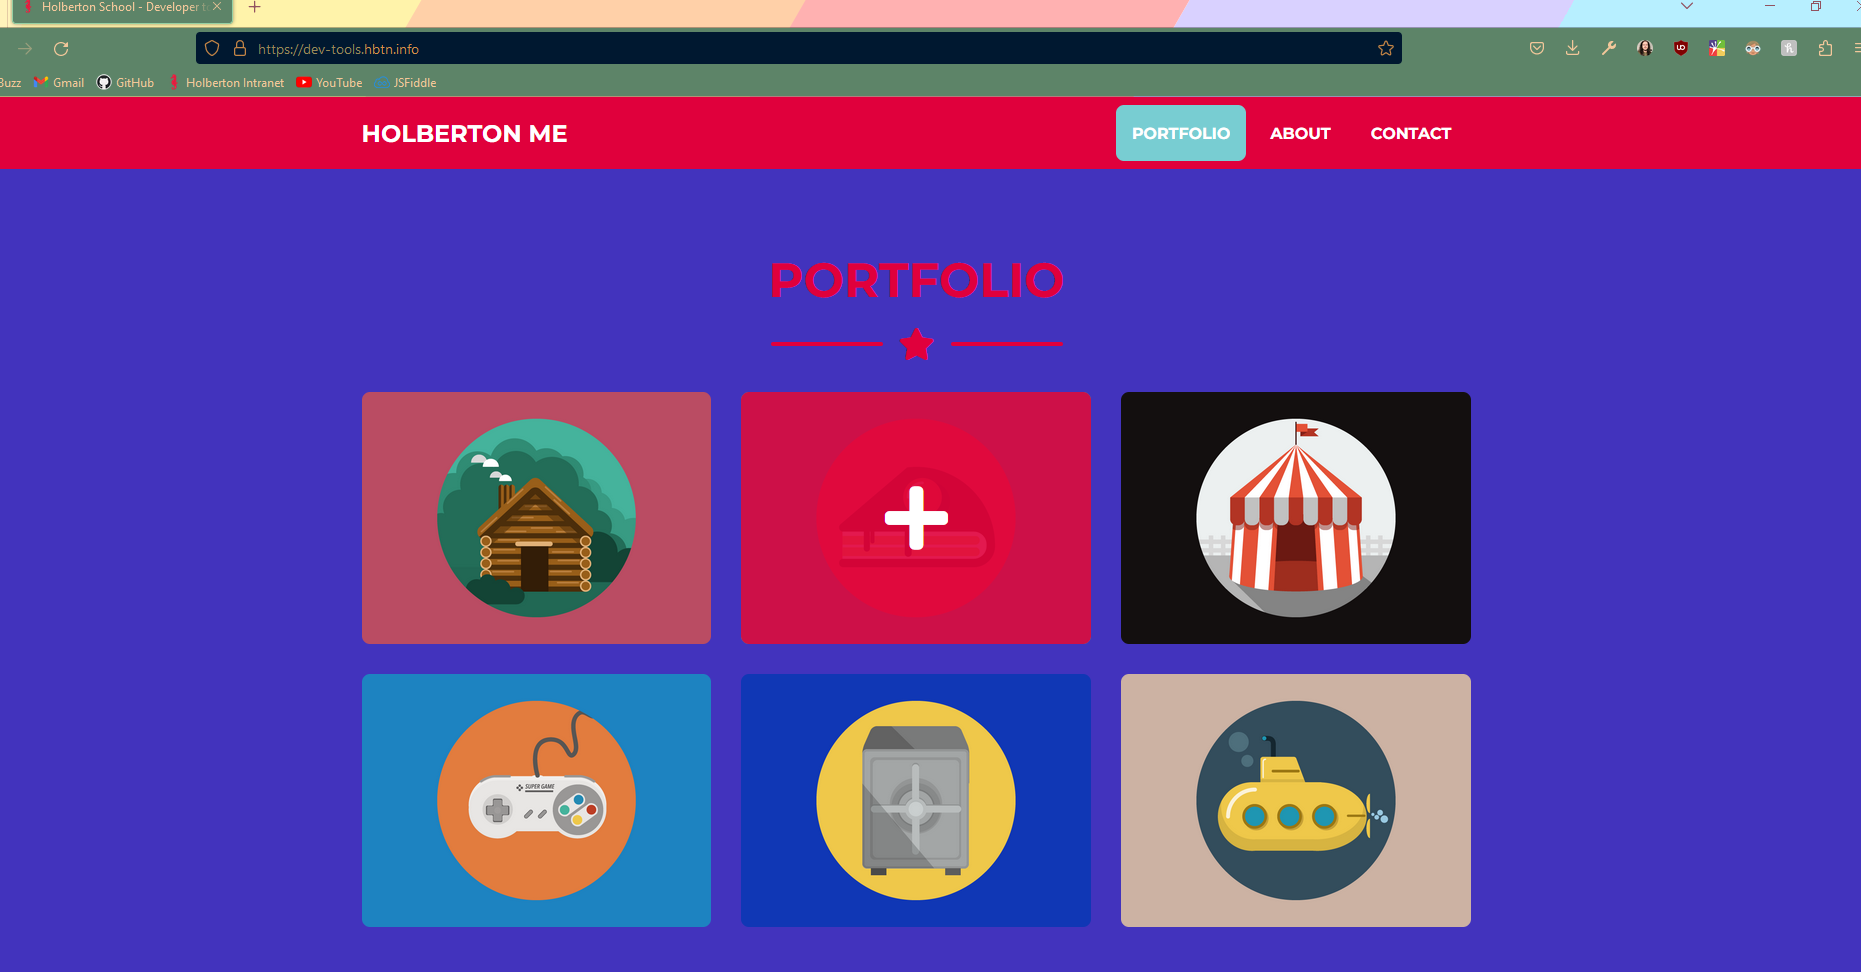 Holberton School - Developer to
https://dev-tools.hbtn.info
Buzz Gmail GitHub Holberton Intranet YouTube JSFiddle
HOLBERTON ME PORTFOLIO ABOUT CONTACT
PORTFOLIO
SUPER GAME